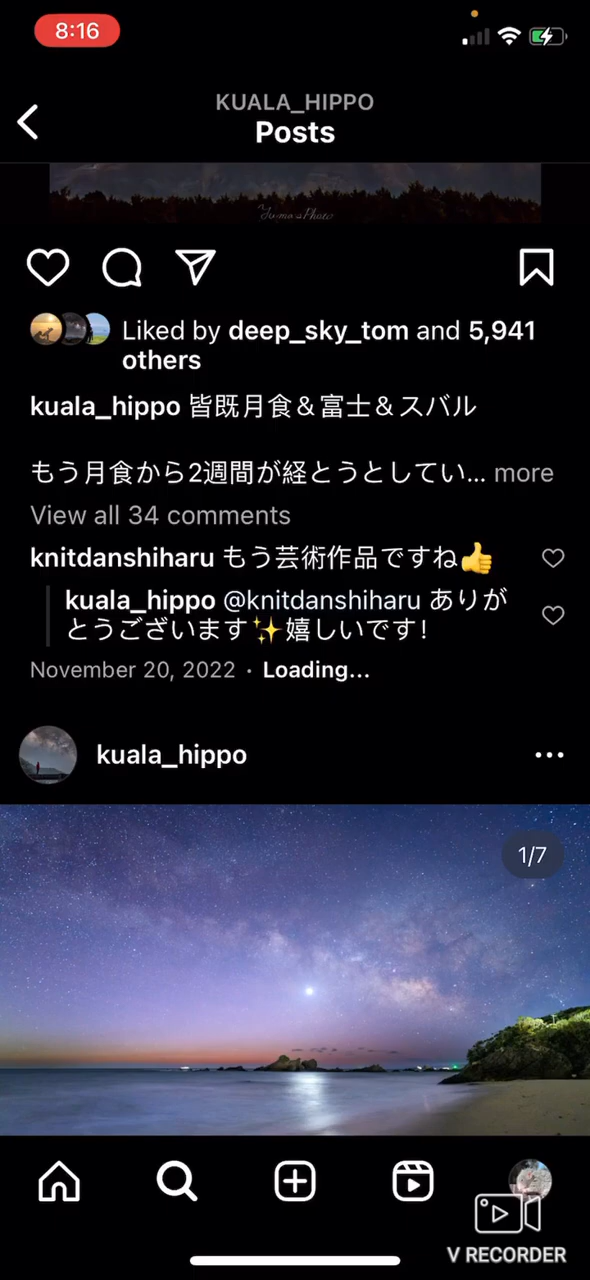 8:16
KUALA_HIPPO
Posts
Yuuma's Photo
Liked by deep_sky_tom and 5,941
others
kuala_hippo 皆既月食＆富士＆スバル
もう月食から2週間が経とうとしてい... more
View all 34 comments
knitdanshiharu もう芸術作品ですね👍
kuala_hippo @knitdanshiharu ありが
とうございます✨嬉しいです！
November 20, 2022 · Loading...
kuala_hippo
1/7
V RECORDER